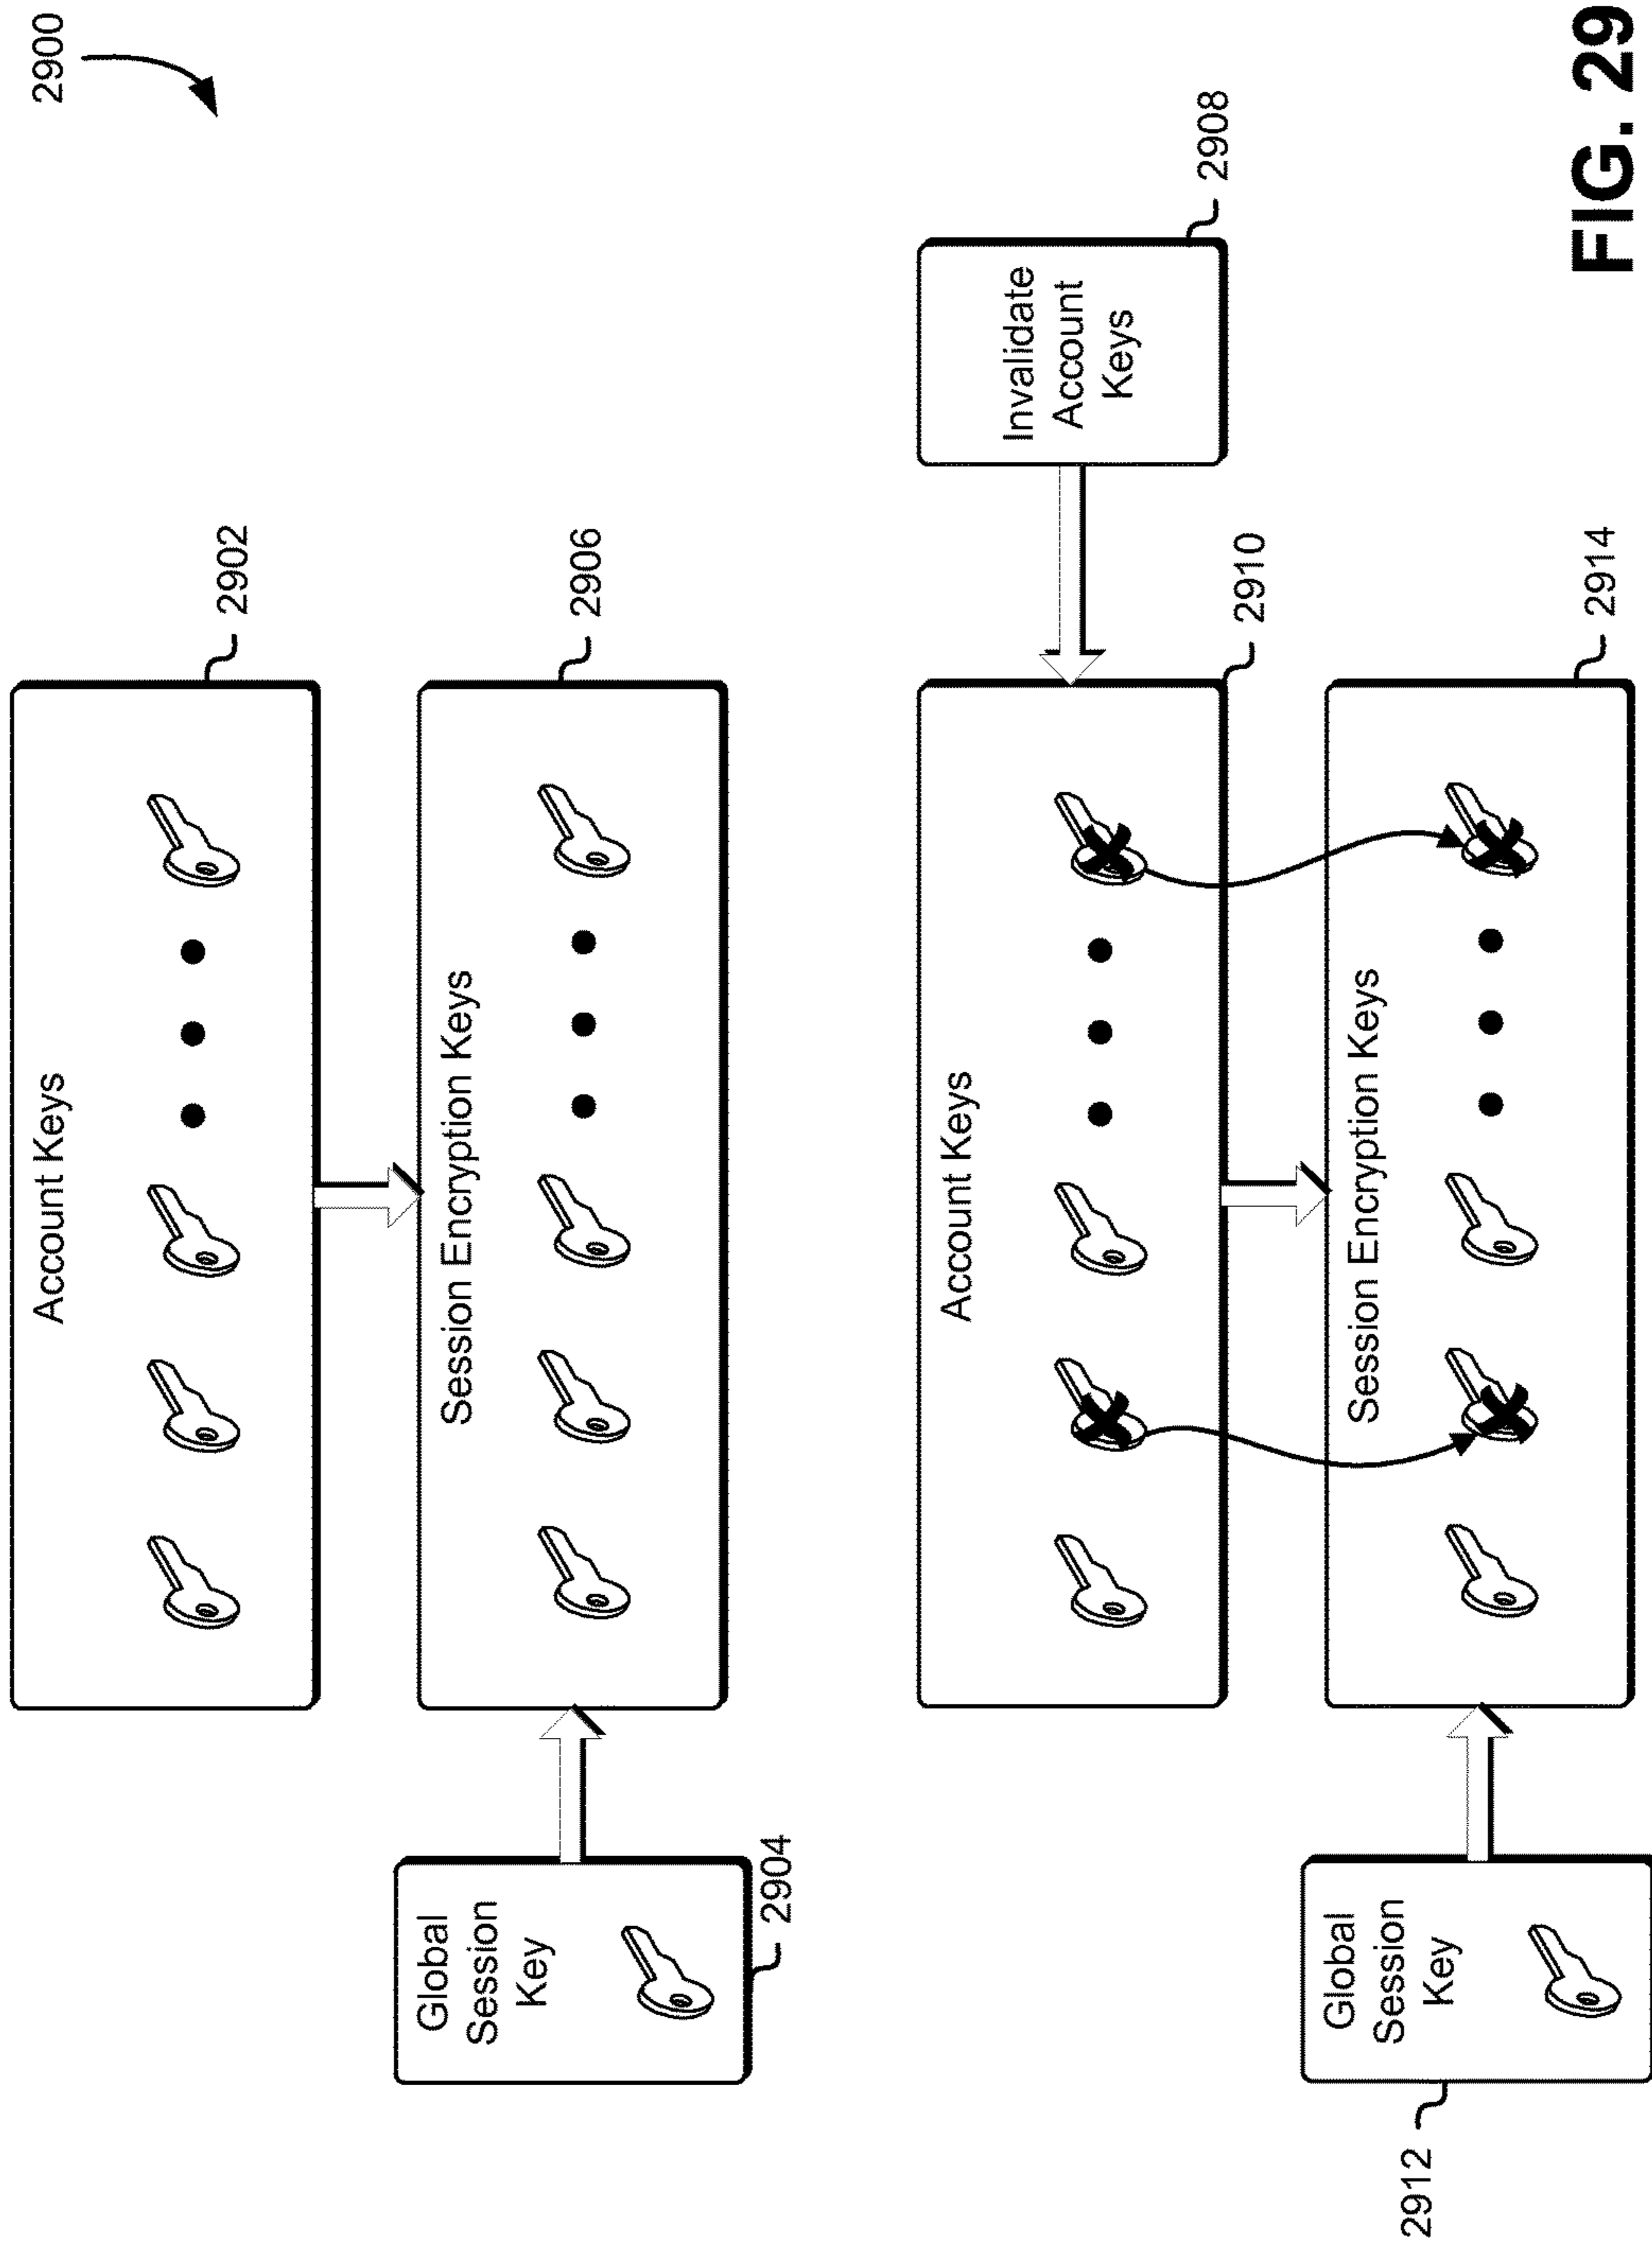 2900
Account Keys
2902
Global
Session
Key
2904
Session Encryption Keys
2906
Invalidate
Account
Keys
2908
Account Keys
2910
Global
Session
Key
2912
Session Encryption Keys
2914
FIG. 29